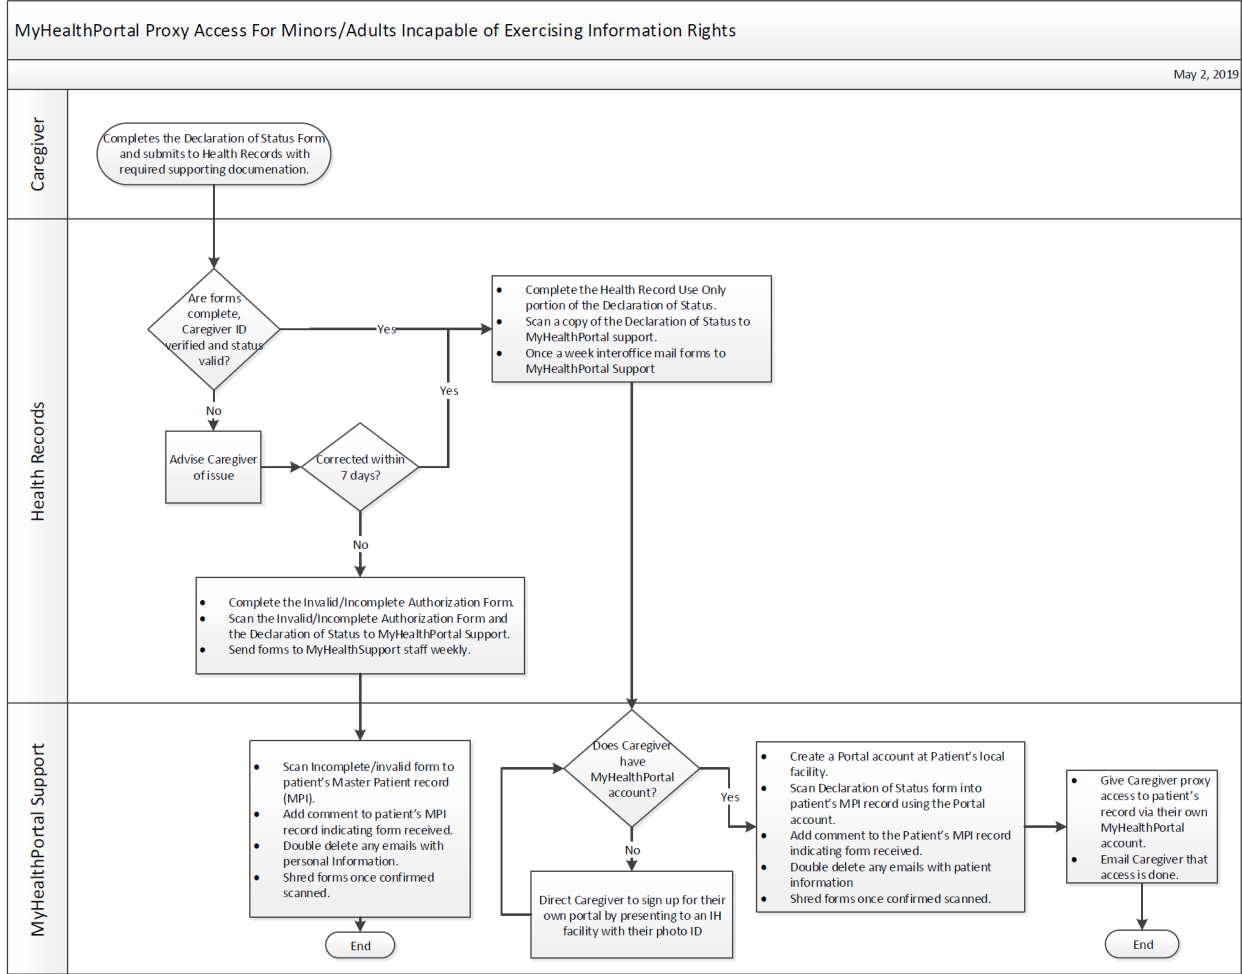 MyHealthPortal Proxy Access For Minors/Adults Incapable of Exercising Information Rights
May 2, 2019
Caregiver
Completes the Declaration of Status Form
and submits to Health Records with
required supporting documenation.
Health Records
Are forms
complete,
Caregiver ID
verified and status
valid?
Yes
No
Advise Caregiver
of issue
Corrected within
7 days?
Yes
No
• Complete the Health Record Use Only
portion of the Declaration of Status.
• Scan a copy of the Declaration of Status to
MyHealthPortal support.
• Once a week interoffice mail forms to
MyHealthPortal Support
• Complete the Invalid/Incomplete Authorization Form.
• Scan the Invalid/Incomplete Authorization Form and
the Declaration of Status to MyHealthPortal Support.
• Send forms to MyHealthSupport staff weekly.
MyHealthPortal Support
• Scan Incomplete/invalid form to
patient's Master Patient record
(MPI).
• Add comment to patient's MPI
record indicating form received.
• Double delete any emails with
personal Information.
• Shred forms once confirmed
scanned.
End
Does Caregiver
have
MyHealthPortal
account?
Yes
No
Direct Caregiver to sign up for their
own portal by presenting to an IH
facility with their photo ID
• Create a Portal account at Patient's local
facility.
• Scan Declaration of Status form into
patient's MPI record using the Portal
account.
• Add comment to the Patient's MPI record
indicating form received.
• Double delete any emails with patient
information
• Shred forms once confirmed scanned.
• Give Caregiver proxy
access to patient's
record via their own
MyHealthPortal
account.
• Email Caregiver that
access is done.
End